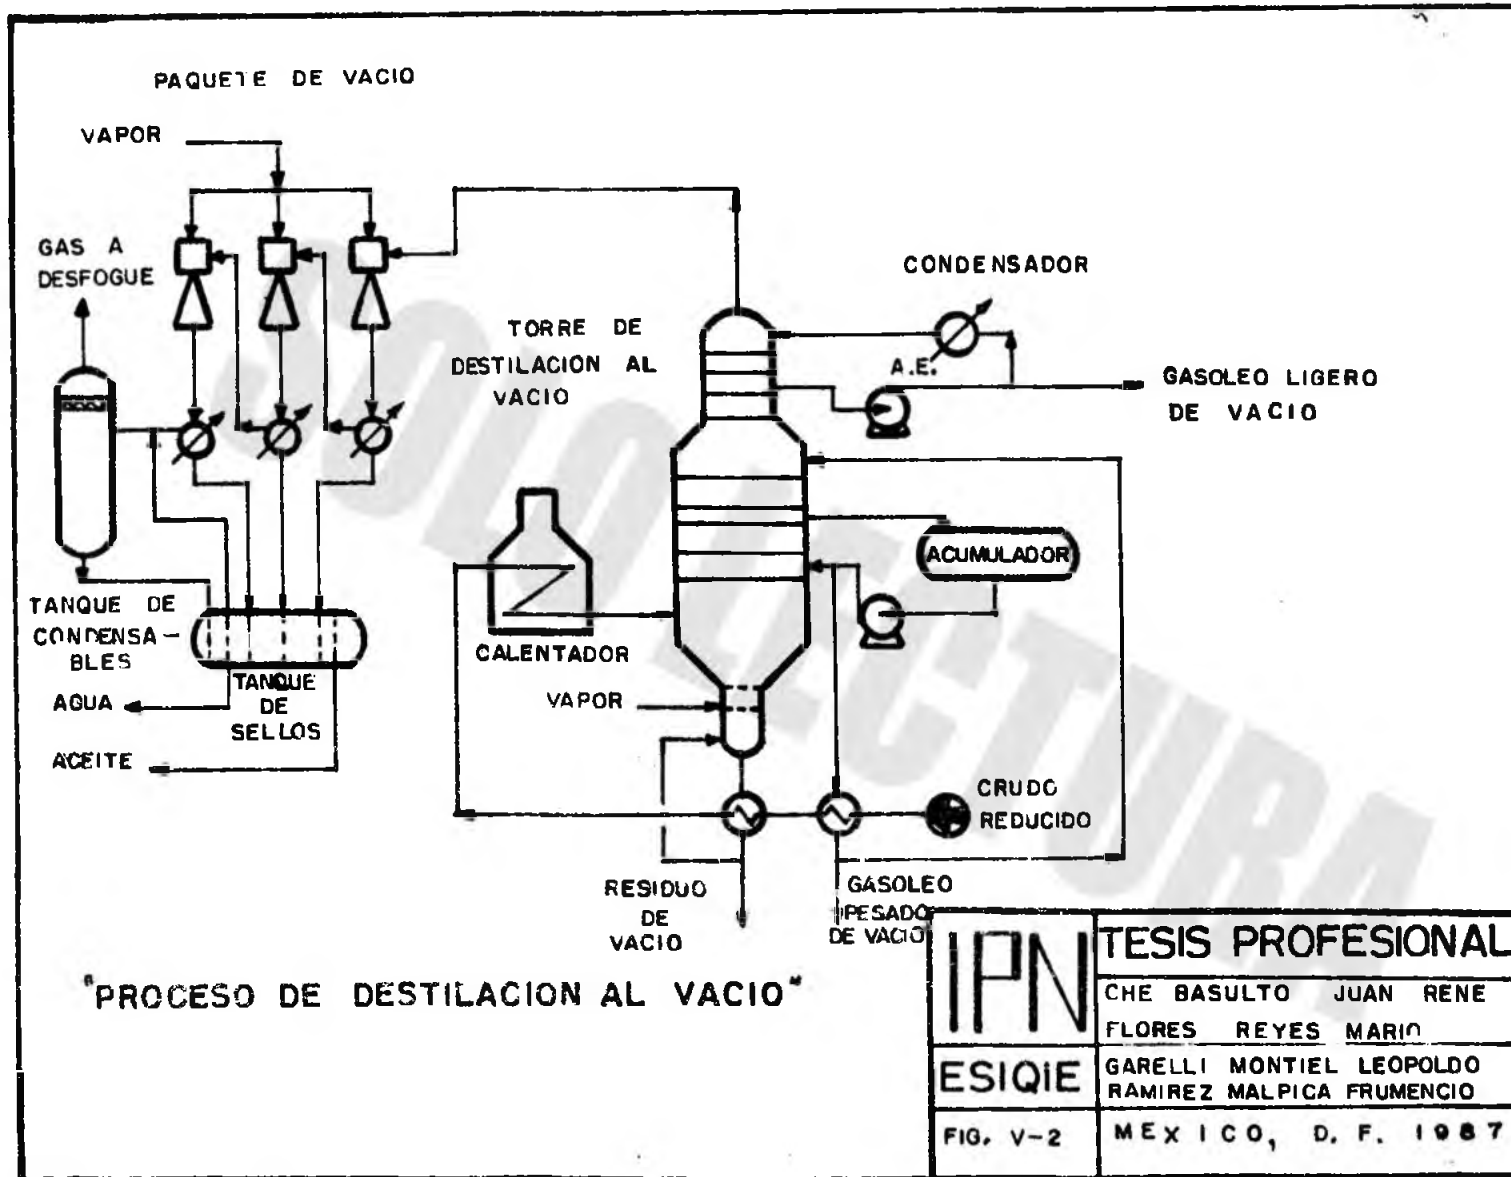 PAQUETE DE VACIO
VAPOR
GAS A
DESFOGUE
CONDENSADOR
TORRE DE
DESTILACION AL
VACIO
A.E.
GASOLEO LIGERO
DE VACIO
ACUMULADOR
CALENTADOR
TANQUE DE
CONDENSA-
BLES
TANQUE
DE
SELLOS
AGUA
ACEITE
VAPOR
CRUDO
REDUCIDO
RESIDUO
DE
VACIO
GASOLEO
PESADO
DE VACIO
"PROCESO DE DESTILACION AL VACIO"
IPN
ESIQIE
FIG. V-2
TESIS PROFESIONAL
CHE BASULTO JUAN RENE
FLORES REYES MARIO
GARELLI MONTIEL LEOPOLDO
RAMIREZ MALPICA FRUMENCIO
MEXICO, D. F. 1987
SOLO LECTURA